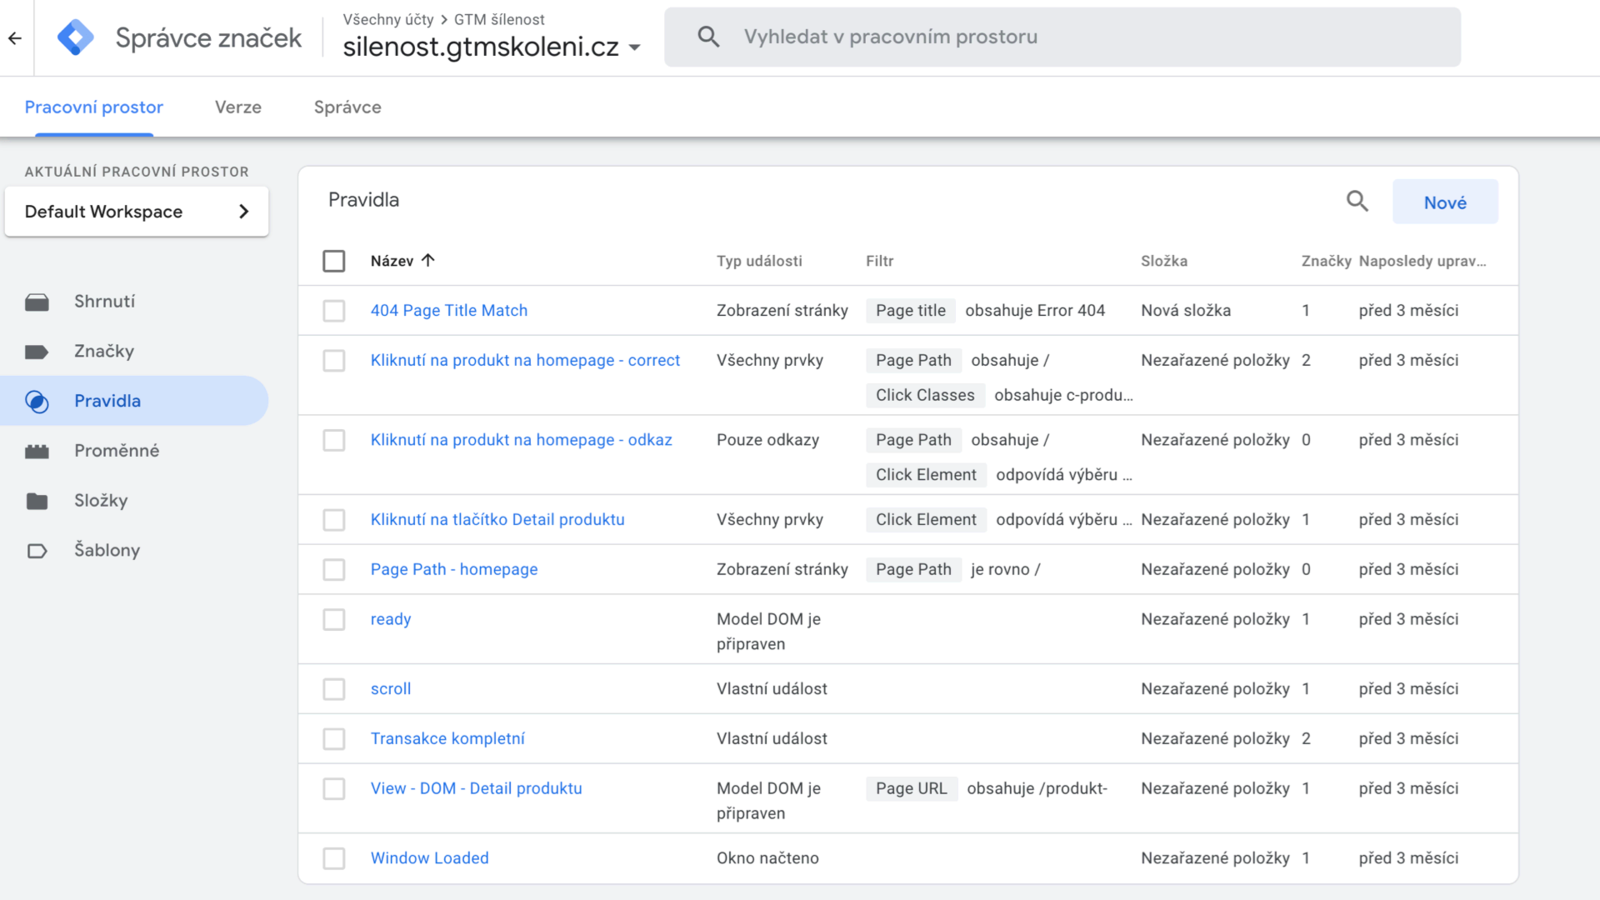 Správce značek
Všechny účty > GTM šílenost
silenost.gtmskoleni.cz
Vyhledat v pracovním prostoru
Pracovní prostor
Verze
Správce
AKTUÁLNÍ PRACOVNÍ PROSTOR
Default Workspace
Shrnutí
Značky
Pravidla
Proměnné
Složky
Šablony
Pravidla
Nové
Název Typ události Filtr Složka Značky Naposledy uprav...
404 Page Title Match Zobrazení stránky Page title obsahuje Error 404 Nová složka 1 před 3 měsíci
Kliknutí na produkt na homepage - correct Všechny prvky Page Path obsahuje / Nezařazené položky 2 před 3 měsíci
Click Classes obsahuje c-produ...
Kliknutí na produkt na homepage - odkaz Pouze odkazy Page Path obsahuje / Nezařazené položky 0 před 3 měsíci
Click Element odpovídá výběru ...
Kliknutí na tlačítko Detail produktu Všechny prvky Click Element odpovídá výběru ... Nezařazené položky 1 před 3 měsíci
Page Path - homepage Zobrazení stránky Page Path je rovno / Nezařazené položky 0 před 3 měsíci
ready Model DOM je Nezařazené položky 1 před 3 měsíci
připraven
scroll Vlastní událost Nezařazené položky 1 před 3 měsíci
Transakce kompletní Vlastní událost Nezařazené položky 2 před 3 měsíci
View - DOM - Detail produktu Model DOM je Page URL obsahuje /produkt- Nezařazené položky 1 před 3 měsíci
připraven
Window Loaded Okno načteno Nezařazené položky 1 před 3 měsíci